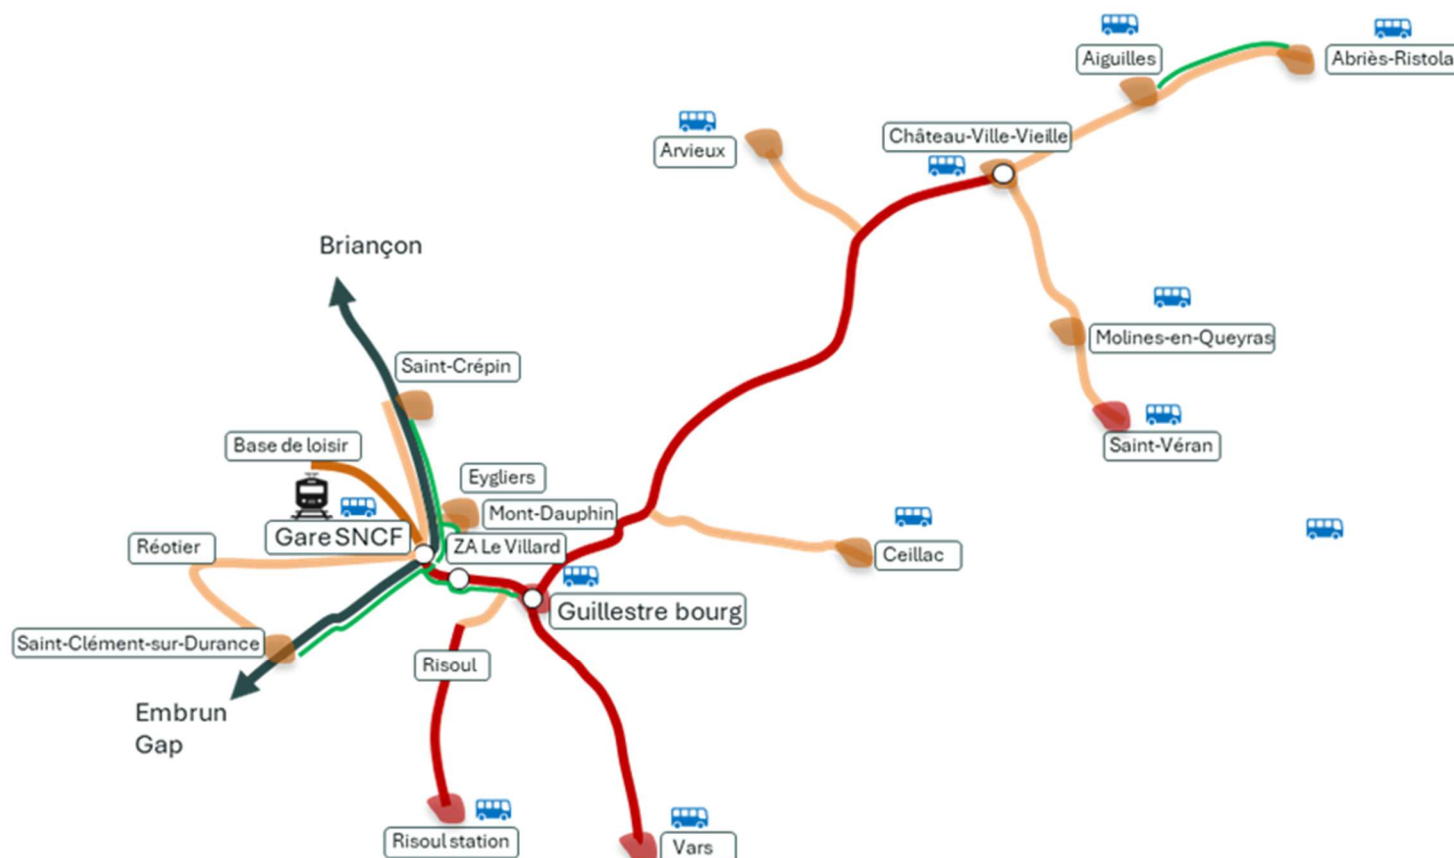 Aiguilles
Abriès-Ristola
Château-Ville-Vieille
Arvieux
Briançon
Molines-en-Queyras
Saint-Crépin
Saint-Véran
Base de loisir
Eygliers
Mont-Dauphin
Gare SNCF
ZA Le Villard
Réotier
Ceillac
Guillestre bourg
Saint-Clément-sur-Durance
Risoul
Embrun
Gap
Risoul station
Vars